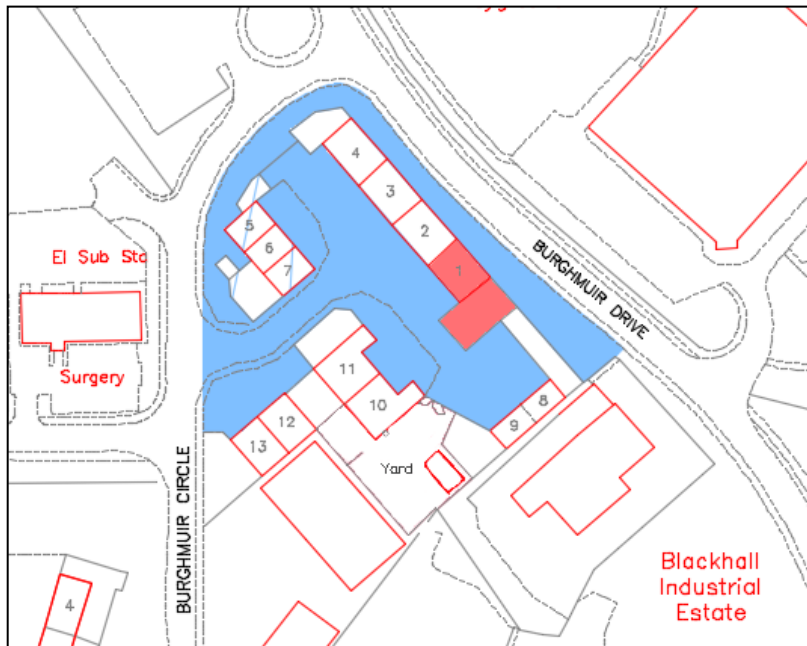 4
3
2
1
5
6
7
El Sub Sta
Surgery
BURGHMUIR DRIVE
11
10
12
13
8
9
Yard
BURGHMUIR CIRCLE
Blackhall
Industrial
Estate
4